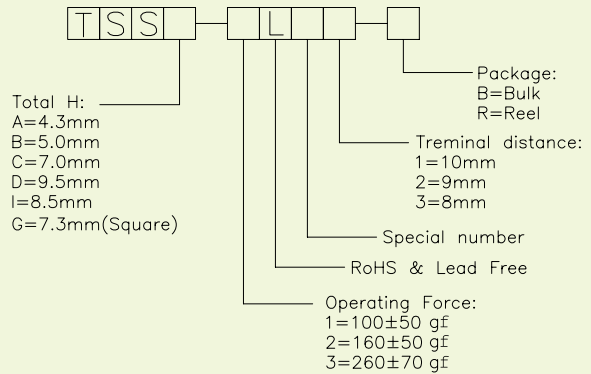 TSS
L
Package:
B=Bulk
R=Reel
Total H:
A=4.3mm
B=5.0mm
C=7.0mm
D=9.5mm
I=8.5mm
G=7.3mm(Square)
Treminal distance:
1=10mm
2=9mm
3=8mm
Special number
RoHS & Lead Free
Operating Force:
1=100±50 gf
2=160±50 gf
3=260±70 gf